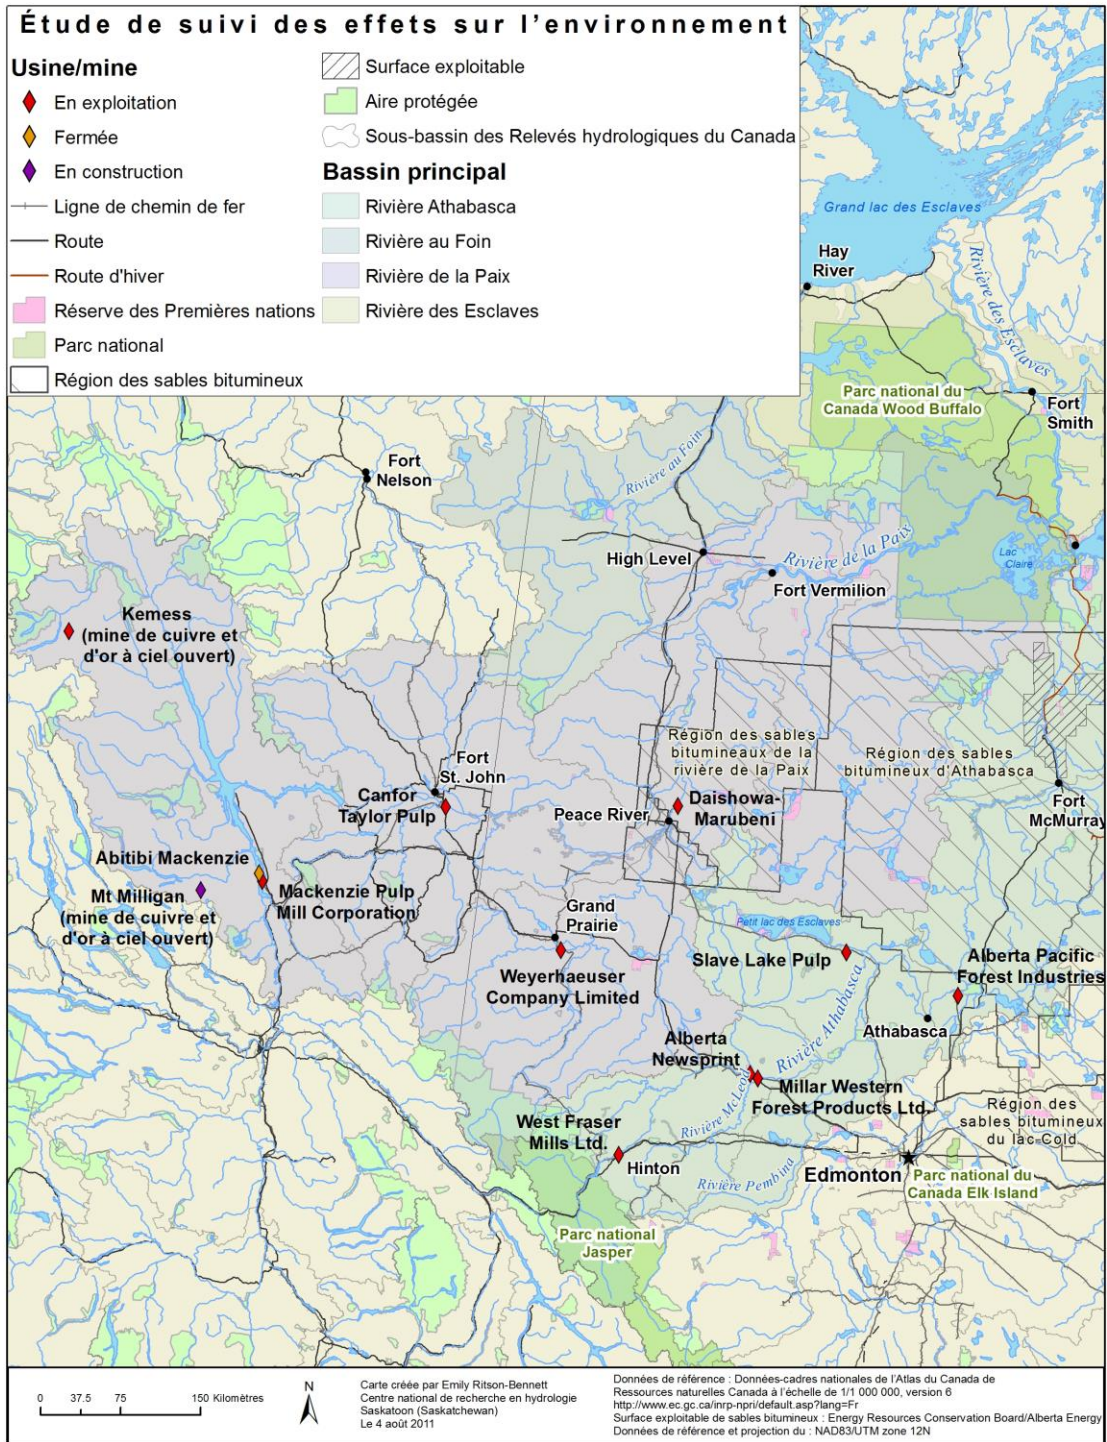 Étude de suivi des effets sur l'environnement
Usine/mine
En exploitation
Fermée
En construction
Ligne de chemin de fer
Route
Route d'hiver
Réserve des Premières nations
Parc national
Région des sables bitumineux
Surface exploitable
Aire protégée
Sous-bassin des Relevés hydrologiques du Canada
Bassin principal
Rivière Athabasca
Rivière au Foin
Rivière de la Paix
Rivière des Esclaves
Grand lac des Esclaves
Hay
River
Rivière des Esclaves
Parc national du
Canada Wood Buffalo
Fort
Smith
Fort
Nelson
Rivière au Foin
High Level
Rivière de la Paix
Fort Vermilion
Lac
Claire
Kemess
(mine de cuivre et
d'or à ciel ouvert)
Région des sables
bitumineaux de la
rivière de la Paix
Région des sables
bitumineux d'Athabasca
Fort
St. John
Canfor
Taylor Pulp
Peace River
Daishowa-
Marubeni
Fort
McMurray
Abitibi Mackenzie
Mt Milligan
(mine de cuivre et
d'or à ciel ouvert)
Mackenzie Pulp
Mill Corporation
Grand
Prairie
Weyerhaeuser
Company Limited
Petit lac des Esclaves
Slave Lake Pulp
Alberta Pacific
Forest Industries
Rivière Athabasca
Athabasca
Alberta
Newsprint
Rivière McLeod
Millar Western
Forest Products Ltd.
Région des
sables bitumineux
du lac Cold
West Fraser
Mills Ltd.
Hinton
Rivière Pembina
Edmonton
Parc national du
Canada Elk Island
Parc national
Jasper
0 37.5 75 150 Kilomètres
N
Carte créée par Emily Ritson-Bennett
Centre national de recherche en hydrologie
Saskatoon (Saskatchewan)
Le 4 août 2011
Données de référence : Données-cadres nationales de l'Atlas du Canada de
Ressources naturelles Canada à l'échelle de 1/1 000 000, version 6
http://www.ec.gc.ca/inrp-npri/default.asp?lang=Fr
Surface exploitable de sables bitumineux : Energy Resources Conservation Board/Alberta Energy
Données de référence et projection du : NAD83/UTM zone 12N